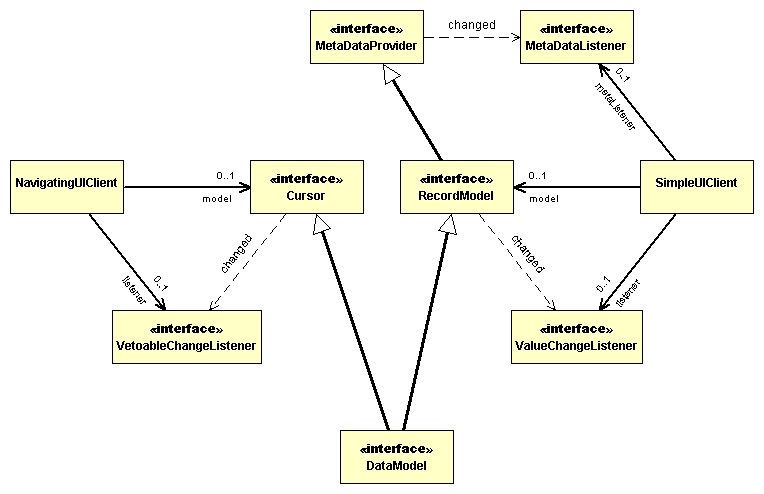 «interface»
MetaDataProvider
changed
«interface»
MetaDataListener
0..1
metaListener
NavigatingUIClient
0..1
model
«interface»
Cursor
«interface»
RecordModel
0..1
model
SimpleUIClient
changed
changed
0..1
listener
0..1
listener
«interface»
VetoableChangeListener
«interface»
ValueChangeListener
«interface»
DataModel